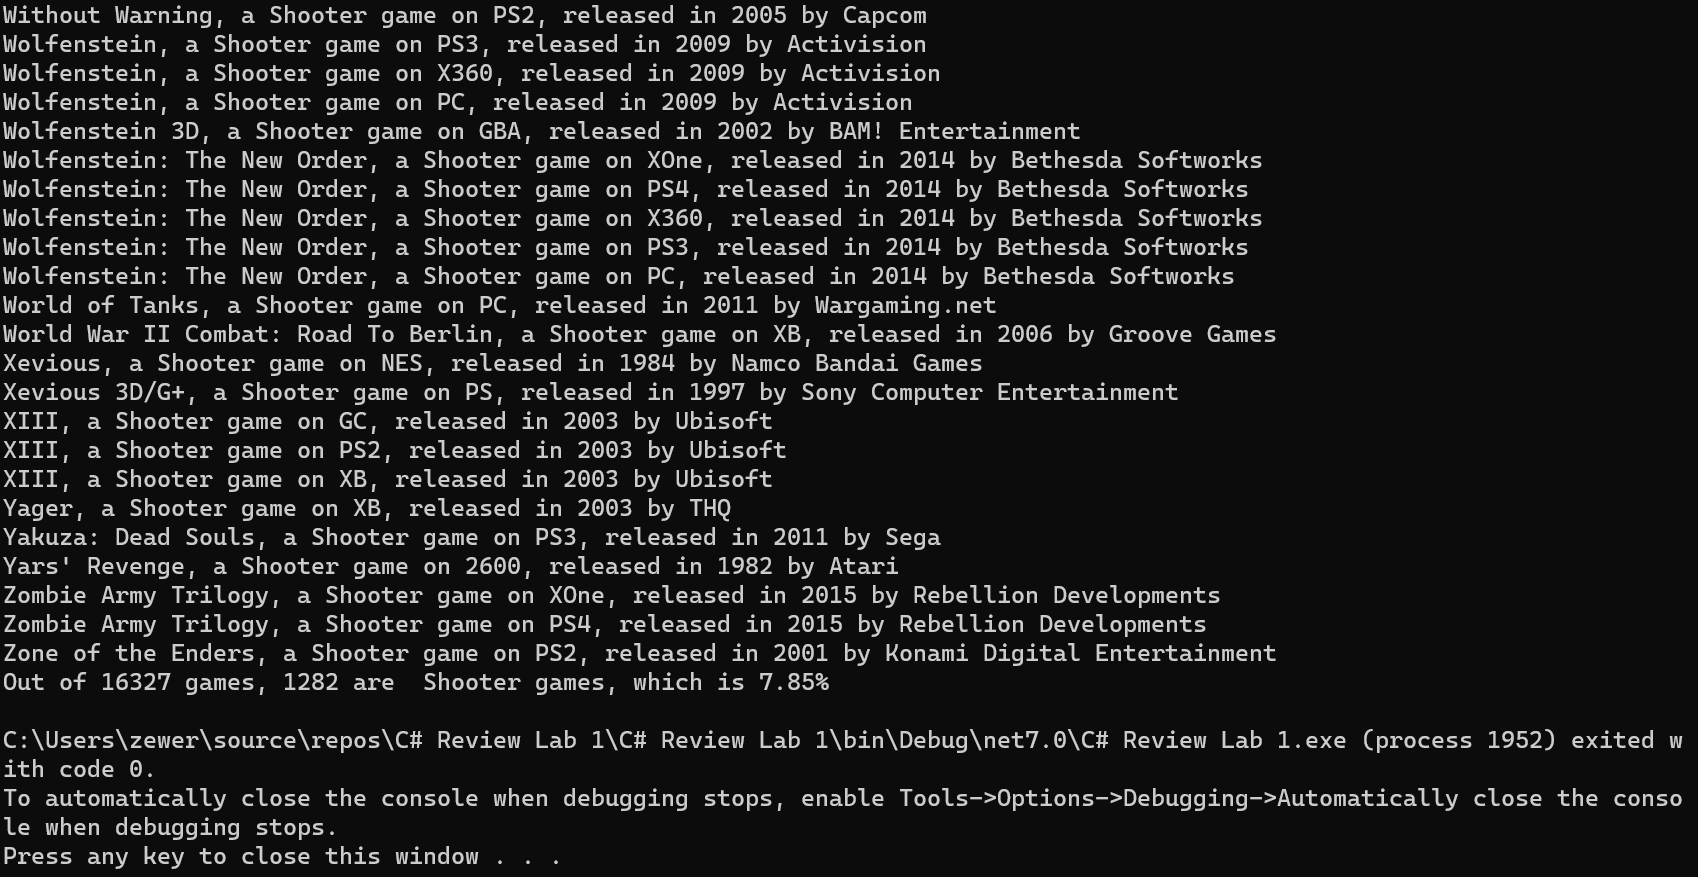 Without Warning, a Shooter game on PS2, released in 2005 by Capcom
Wolfenstein, a Shooter game on PS3, released in 2009 by Activision
Wolfenstein, a Shooter game on X360, released in 2009 by Activision
Wolfenstein, a Shooter game on PC, released in 2009 by Activision
Wolfenstein 3D, a Shooter game on GBA, released in 2002 by BAM! Entertainment
Wolfenstein: The New Order, a Shooter game on XOne, released in 2014 by Bethesda Softworks
Wolfenstein: The New Order, a Shooter game on PS4, released in 2014 by Bethesda Softworks
Wolfenstein: The New Order, a Shooter game on X360, released in 2014 by Bethesda Softworks
Wolfenstein: The New Order, a Shooter game on PS3, released in 2014 by Bethesda Softworks
Wolfenstein: The New Order, a Shooter game on PC, released in 2014 by Bethesda Softworks
World of Tanks, a Shooter game on PC, released in 2011 by Wargaming.net
World War II Combat: Road To Berlin, a Shooter game on XB, released in 2006 by Groove Games
Xevious, a Shooter game on NES, released in 1984 by Namco Bandai Games
Xevious 3D/G+, a Shooter game on PS, released in 1997 by Sony Computer Entertainment
XIII, a Shooter game on GC, released in 2003 by Ubisoft
XIII, a Shooter game on PS2, released in 2003 by Ubisoft
XIII, a Shooter game on XB, released in 2003 by Ubisoft
Yager, a Shooter game on XB, released in 2003 by THQ
Yakuza: Dead Souls, a Shooter game on PS3, released in 2011 by Sega
Yars' Revenge, a Shooter game on 2600, released in 1982 by Atari
Zombie Army Trilogy, a Shooter game on XOne, released in 2015 by Rebellion Developments
Zombie Army Trilogy, a Shooter game on PS4, released in 2015 by Rebellion Developments
Zone of the Enders, a Shooter game on PS2, released in 2001 by Konami Digital Entertainment
Out of 16327 games, 1282 are  Shooter games, which is 7.85%

C:\Users\zewer\source\repos\C# Review Lab 1\C# Review Lab 1\bin\Debug\net7.0\C# Review Lab 1.exe (process 1952) exited w
ith code 0.
To automatically close the console when debugging stops, enable Tools->Options->Debugging->Automatically close the conso
le when debugging stops.
Press any key to close this window . . .